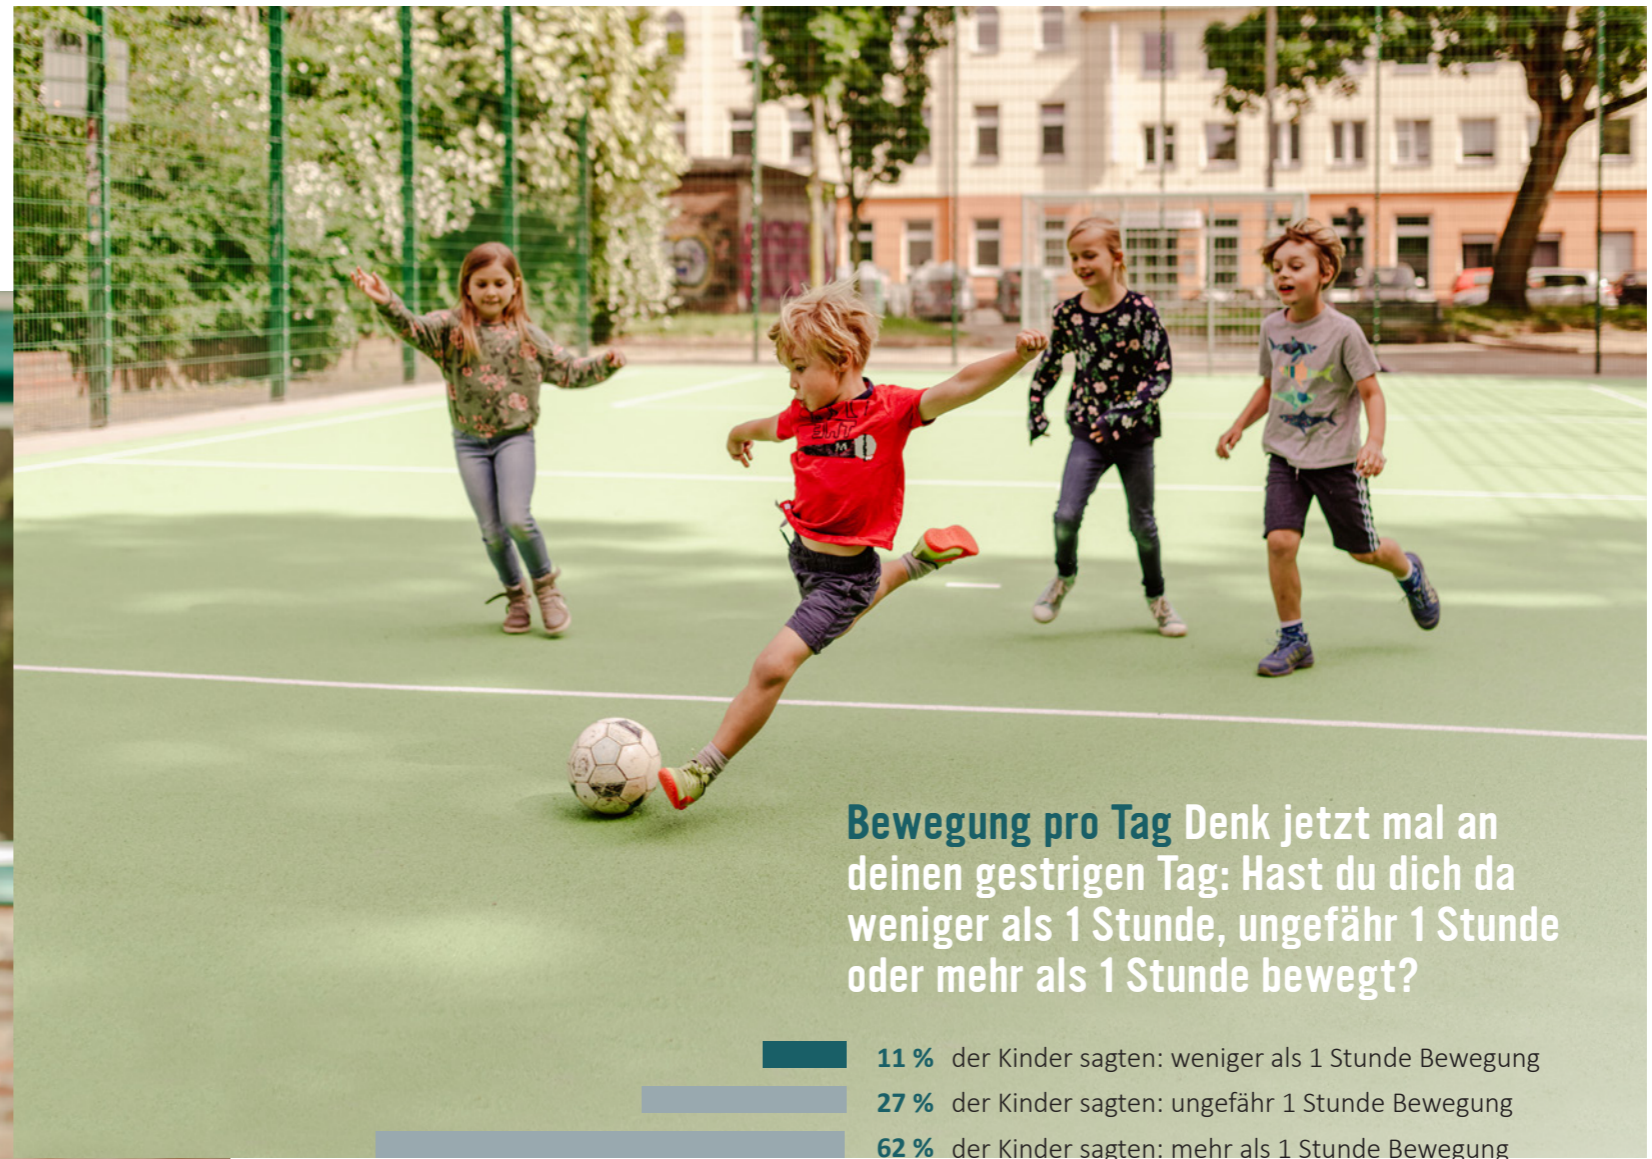 Bewegung pro Tag Denk jetzt mal an
deinen gestrigen Tag: Hast du dich da
weniger als 1 Stunde, ungefähr 1 Stunde
oder mehr als 1 Stunde bewegt?
11 % der Kinder sagten: weniger als 1 Stunde Bewegung
27 % der Kinder sagten: ungefähr 1 Stunde Bewegung
62 % der Kinder sagten: mehr als 1 Stunde Bewegung